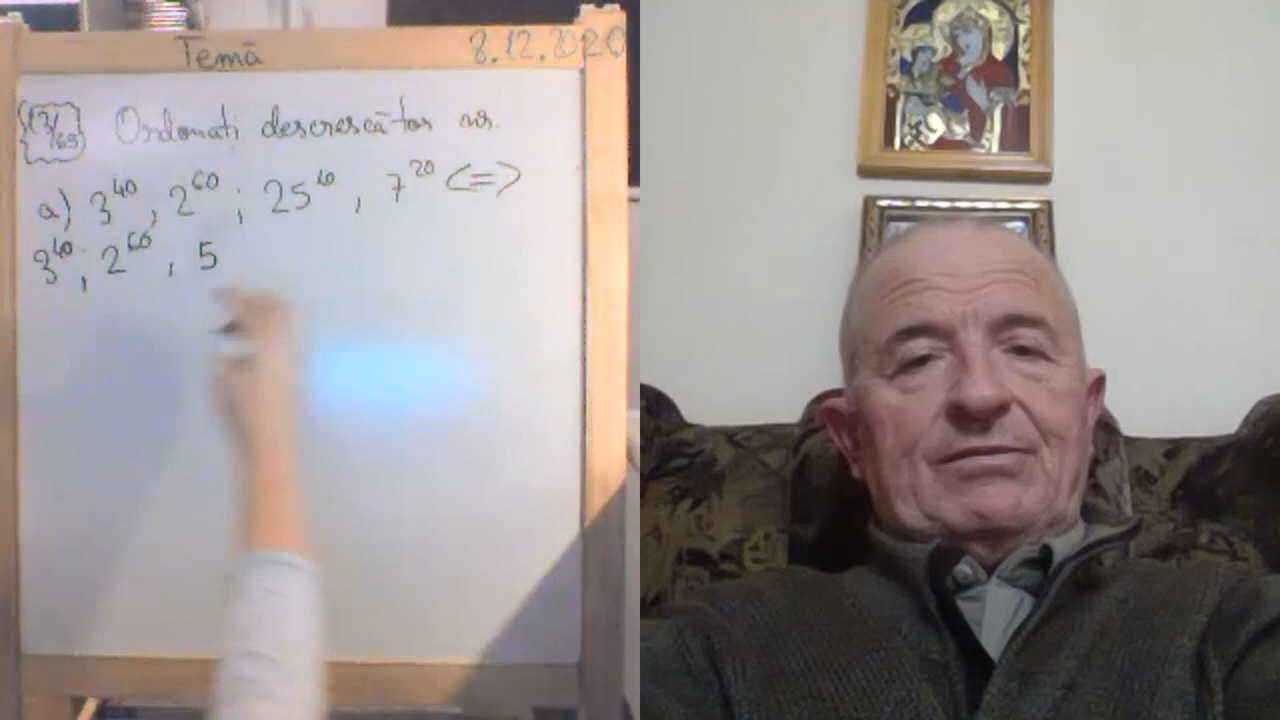 Temă 8.12.2020
13/65 Ordonați descrescător nr.
a) 3^40, 2^60; 25^10, 7^20 <=>
3^40; 2^60, 5